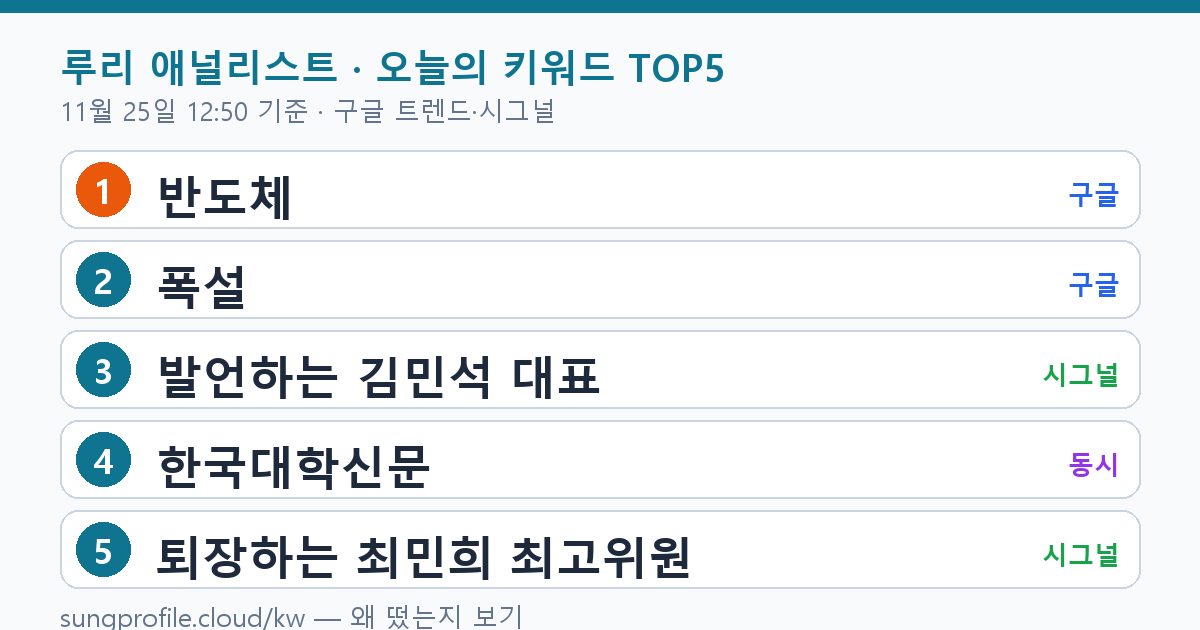 루리 애널리스트 · 오늘의 키워드 TOP5
11월 25일 12:50 기준 · 구글 트렌드·시그널
1 반도체 구글
2 폭설 구글
3 발언하는 김민석 대표 시그널
4 한국대학신문 동시
5 퇴장하는 최민희 최고위원 시그널
sungprofile.cloud/kw — 왜 떴는지 보기